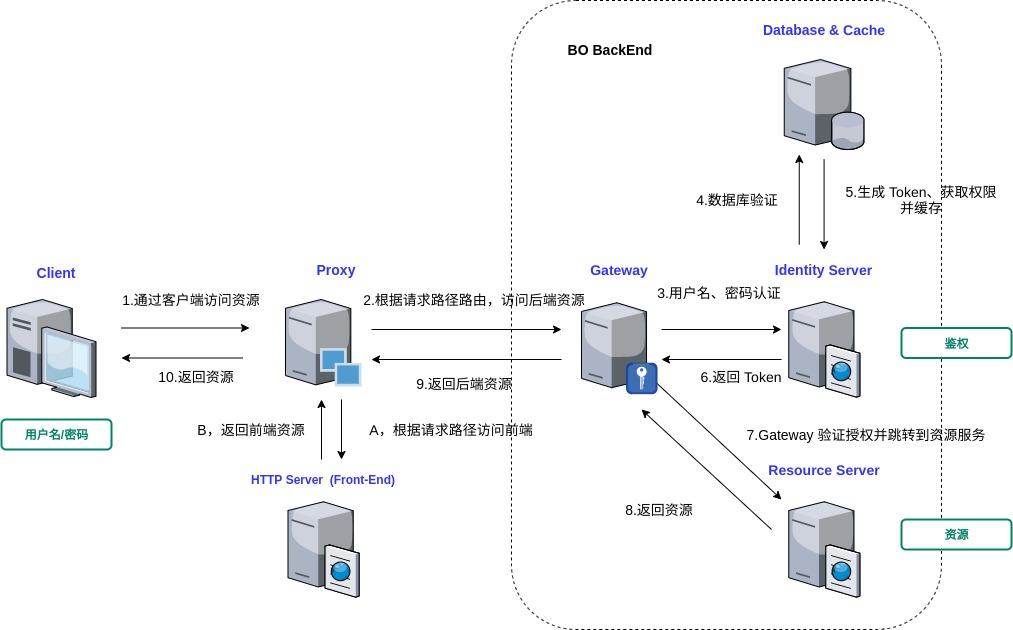 Database & Cache
BO BackEnd
4.数据库验证
5.生成 Token、获取权限
并缓存
Client
Proxy
Gateway
Identity Server
1.通过客户端访问资源
2.根据请求路径路由，访问后端资源
3.用户名、密码认证
鉴权
10.返回资源
9.返回后端资源
6.返回 Token
用户名/密码
B，返回前端资源
A，根据请求路径访问前端
7.Gateway 验证授权并跳转到资源服务
HTTP Server (Front-End)
Resource Server
8.返回资源
资源